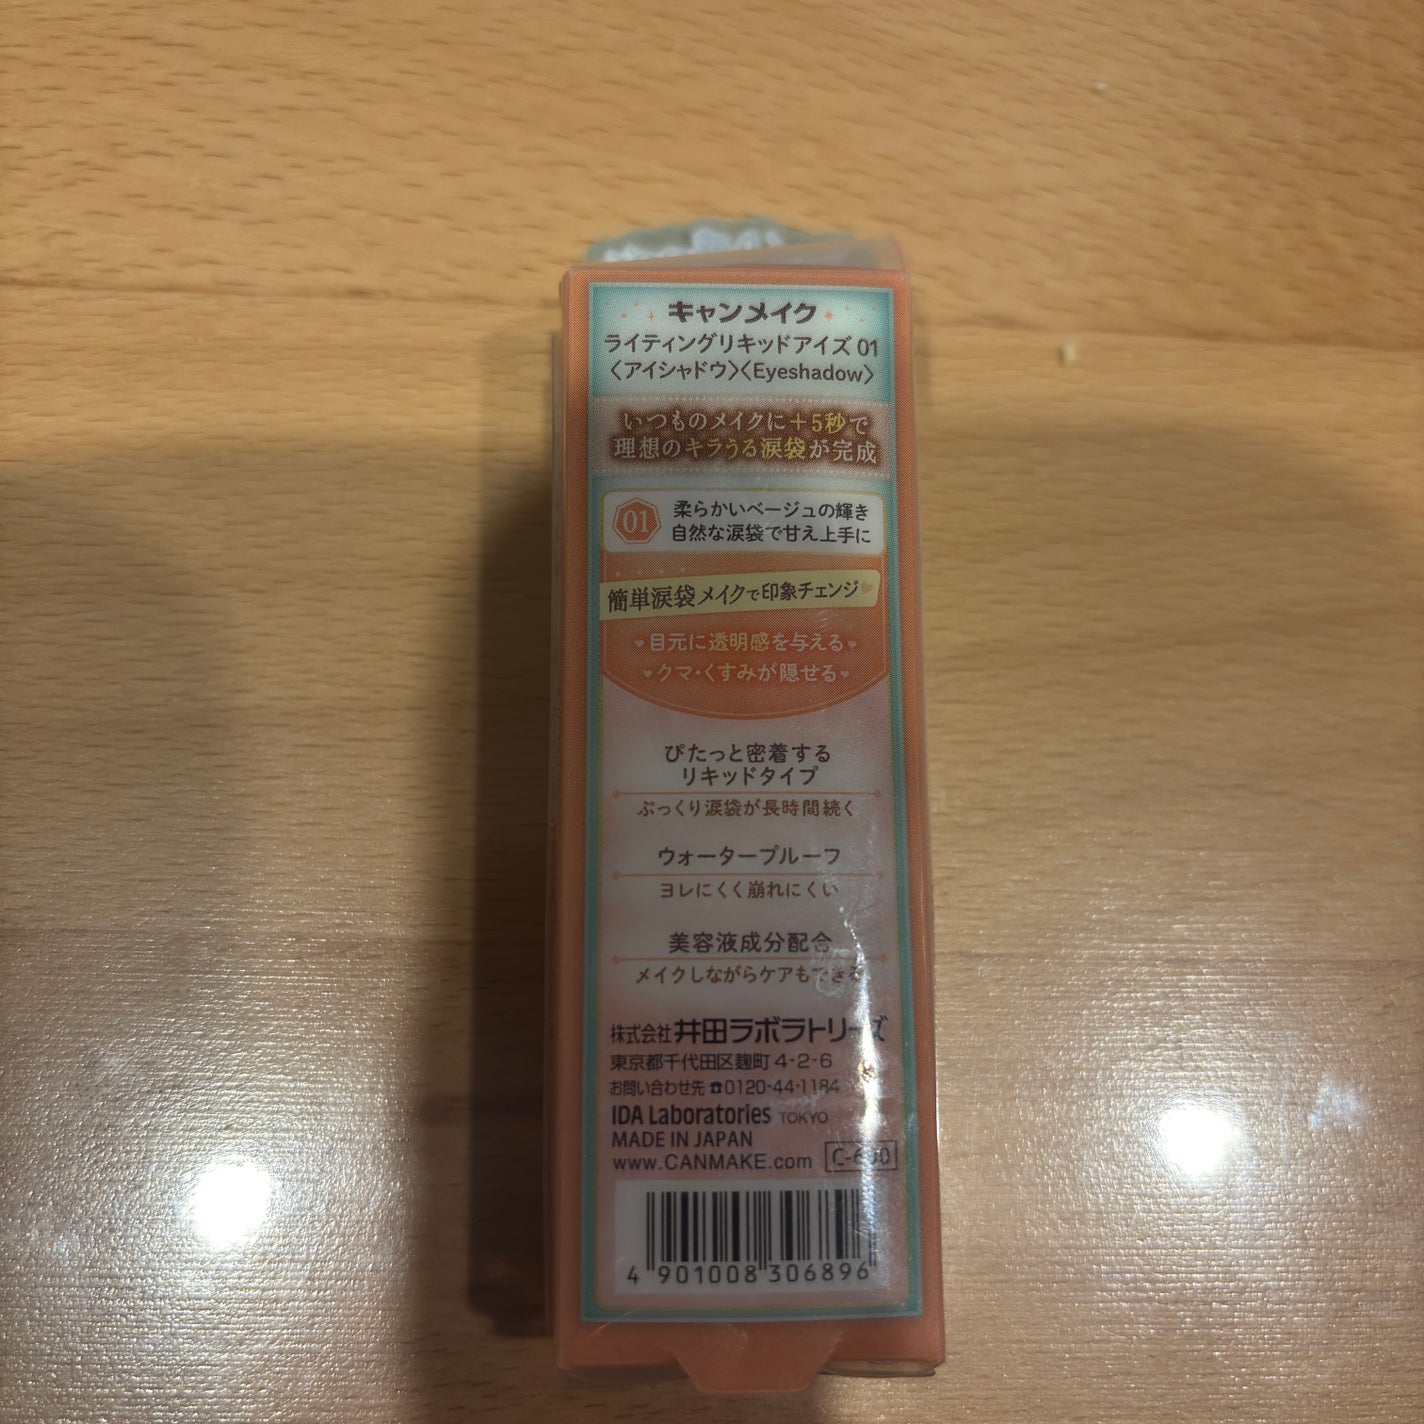 キャンメイク
ライティングリキッドアイズ 01
〈アイシャドウ〉〈Eyeshadow〉
いつものメイクに+5秒で
理想のキラうる涙袋が完成
01
柔らかいベージュの輝き
自然な涙袋で甘え上手に
簡単涙袋メイクで印象チェンジ
目元に透明感を与える
クマ・くすみが隠せる
ぴたっと密着する
リキッドタイプ
ぷっくり涙袋が長時間続く
ウォータープルーフ
ヨレにくく崩れにくい
美容液成分配合
メイクしながらケアもできる
株式会社 井田ラボラトリーズ
東京都千代田区麹町 4-2-6
お問い合わせ先 ☎0120-44-1184
IDA Laboratories TOKYO
MADE IN JAPAN
www.CANMAKE.com
4 901008 306896